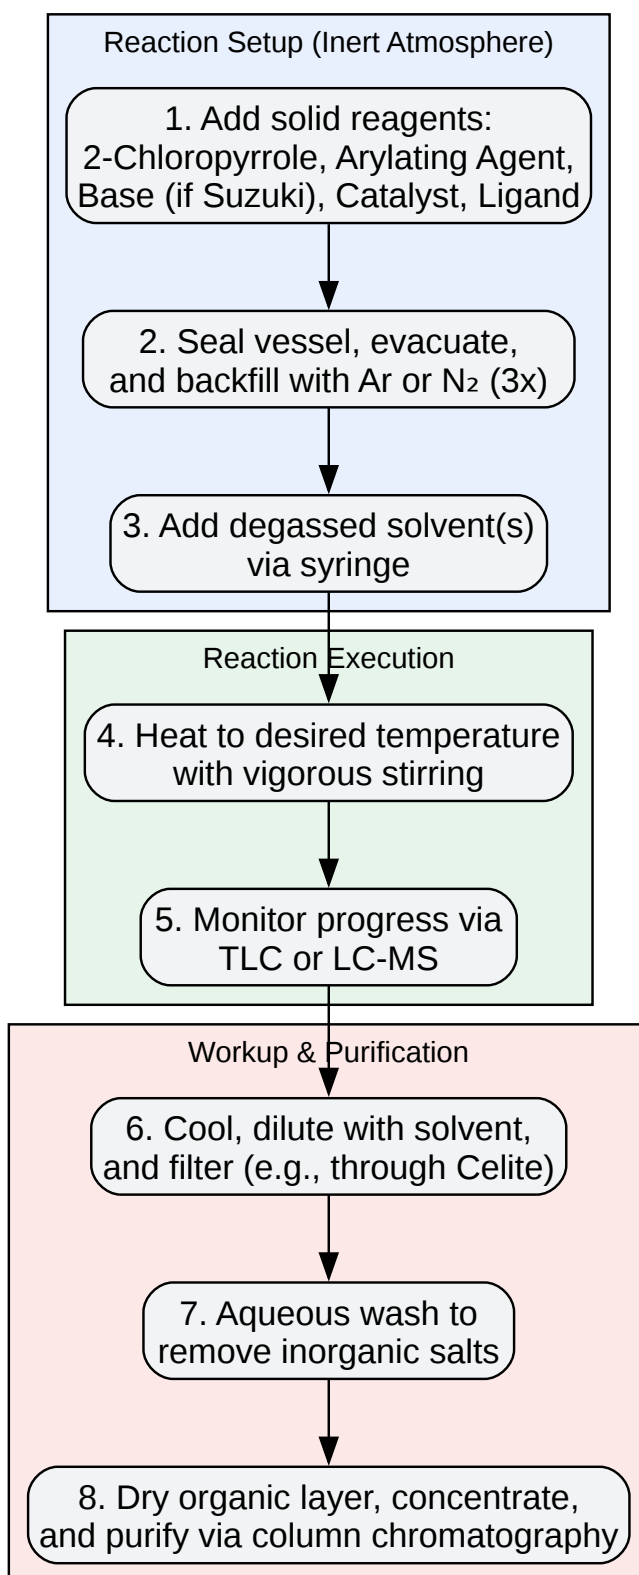 Reaction Setup (Inert Atmosphere)
1. Add solid reagents:
2-Chloropyrrole, Arylating Agent,
Base (if Suzuki), Catalyst, Ligand
2. Seal vessel, evacuate,
and backfill with Ar or N₂ (3x)
3. Add degassed solvent(s)
via syringe
Reaction Execution
4. Heat to desired temperature
with vigorous stirring
5. Monitor progress via
TLC or LC-MS
Workup & Purification
6. Cool, dilute with solvent,
and filter (e.g., through Celite)
7. Aqueous wash to
remove inorganic salts
8. Dry organic layer, concentrate,
and purify via column chromatography